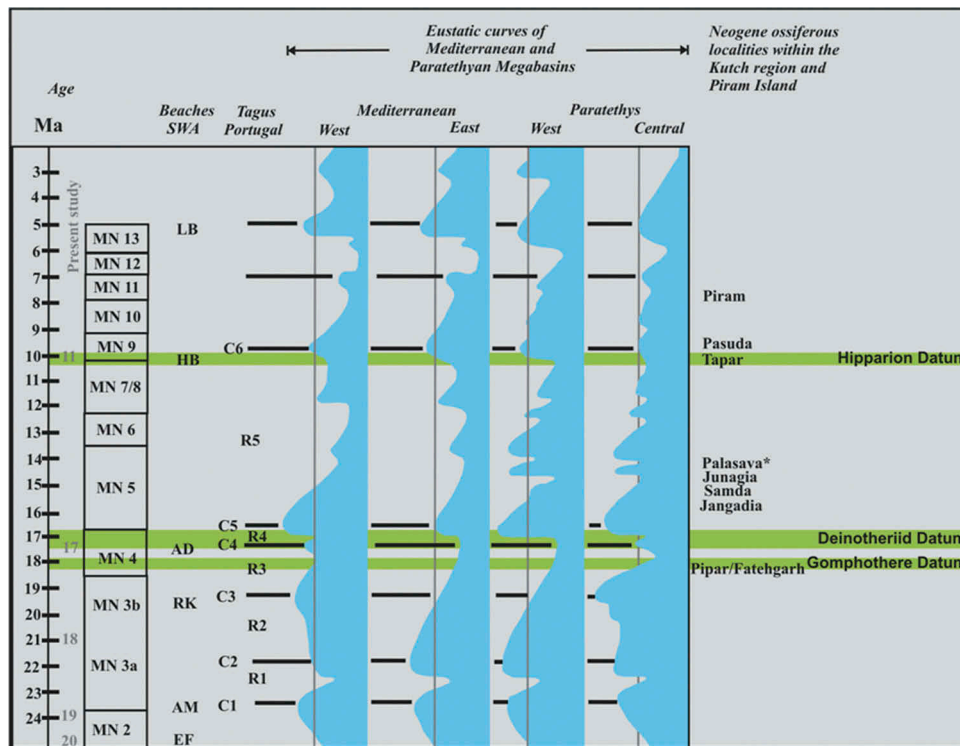 Eustatic curves of
Mediterranean and
Paratethyan Megabasins
Neogene ossiferous
localities within the
Kutch region and
Piram Island
Age
Ma
Beaches
SWA
Tagus
Portugal
Mediterranean
West
East
Paratethys
West
Central
Present study
3
4
5
6
7
8
9
10
11
12
13
14
15
16
17
18
19
20
21
22
23
24
11
17
18
19
20
MN 13
MN 12
MN 11
MN 10
MN 9
MN 7/8
MN 6
MN 5
MN 4
MN 3b
MN 3a
MN 2
LB
HB
AD
RK
AM
EF
C6
R5
C5
R4
C4
R3
C3
R2
C2
R1
C1
Piram
Pasuda
Tapar
Hipparion Datum
Palasava*
Junagia
Samda
Jangadia
Deinotheriid Datum
Pipar/Fatehgarh
Gomphothere Datum